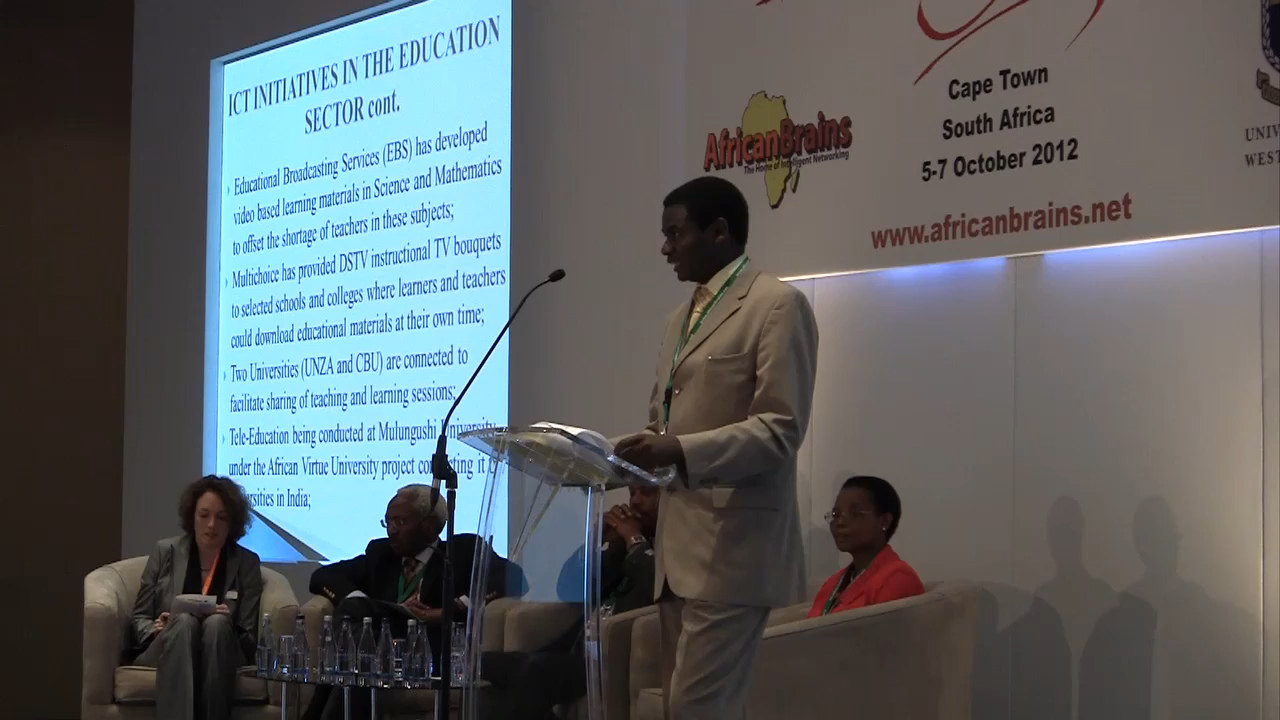 ICT INITIATIVES IN THE EDUCATION
SECTOR cont.
Educational Broadcasting Services (EBS) has developed
video based learning materials in Science and Mathematics
to offset the shortage of teachers in these subjects;
Multichoice has provided DSTV instructional TV bouquets
to selected schools and colleges where learners and teachers
could download educational materials at their own time;
Two Universities (UNZA and CBU) are connected to
facilitate sharing of teaching and learning sessions;
Tele-Education being conducted at Mulungushi University
under the African Virtue University project it
in India;
AfricanBrains
The Home of Intelligent Networking
Cape Town
South Africa
5-7 October 2012
www.africanbrains.net